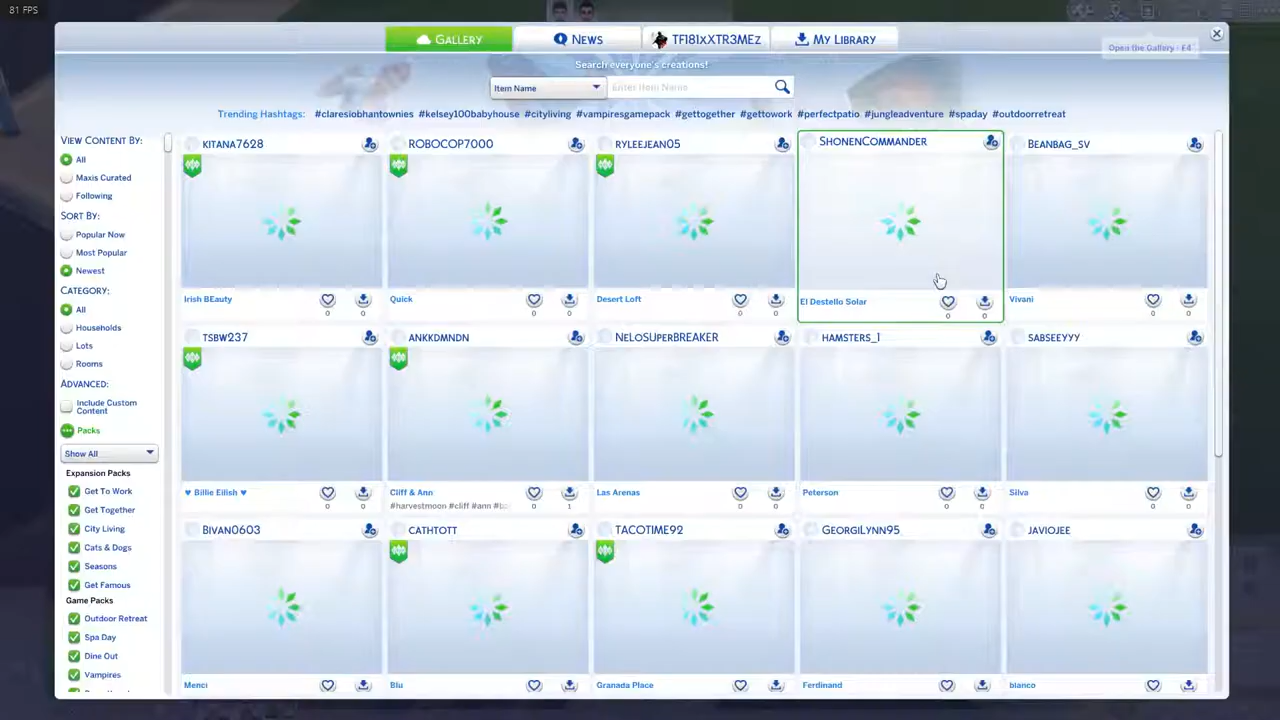 81 FPS
Gallery
News
TF181xXTR3MEz
My Library
Open the Gallery - F4
Search everyone's creations!
Item Name
Enter Item Name
Trending Hashtags: #claresiobhantownies #kelsey100babyhouse #cityliving #vampiresgamepack #gettogether #gettowork #perfectpatio #jungleadventure #spaday #outdoorretreat
View Content By:
All
Maxis Curated
Following
Sort By:
Popular Now
Most Popular
Newest
Category:
All
Households
Lots
Rooms
Advanced:
Include Custom
Content
Packs
Show All
Expansion Packs
Get To Work
Get Together
City Living
Cats & Dogs
Seasons
Get Famous
Game Packs
Outdoor Retreat
Spa Day
Dine Out
Vampires
Kitana7628
Robocop7000
Ryleejean05
ShonenCommander
Beanbag_sv
Irish BEauty
0 0
Quick
0 0
Desert Loft
0 0
El Destello Solar
0 0
Vivani
0 0
TSBW237
Ankkdmndn
NeloSuperBreaker
Hamsters_1
Sabseeyyy
♥ Billie Eilish ♥
0 0
Cliff & Ann
#harvestmoon #cliff #ann #b
0 1
Las Arenas
0 0
Peterson
0 0
Silva
0 0
Bivan0603
Cathtott
Tacotime92
GeorgiLynn95
Javiojee
Menci
Blu
Granada Place
Ferdinand
bianco